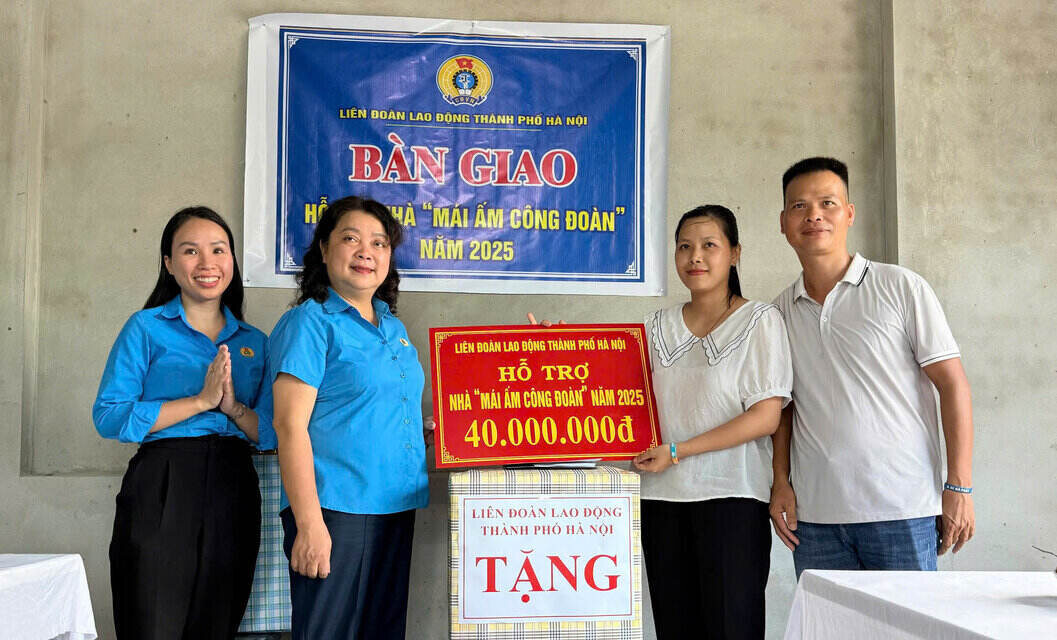 LIÊN ĐOÀN LAO ĐỘNG THÀNH PHỐ HÀ NỘI
BÀN GIAO
HỖ NHÀ “MÁI ẤM CÔNG ĐOÀN”
NĂM 2025
LIÊN ĐOÀN LAO ĐỘNG THÀNH PHỐ HÀ NỘI
HỖ TRỢ
NHÀ “MÁI ẤM CÔNG ĐOÀN” NĂM 2025
40.000.000đ
LIÊN ĐOÀN LAO ĐỘNG
THÀNH PHỐ HÀ NỘI
TẶNG